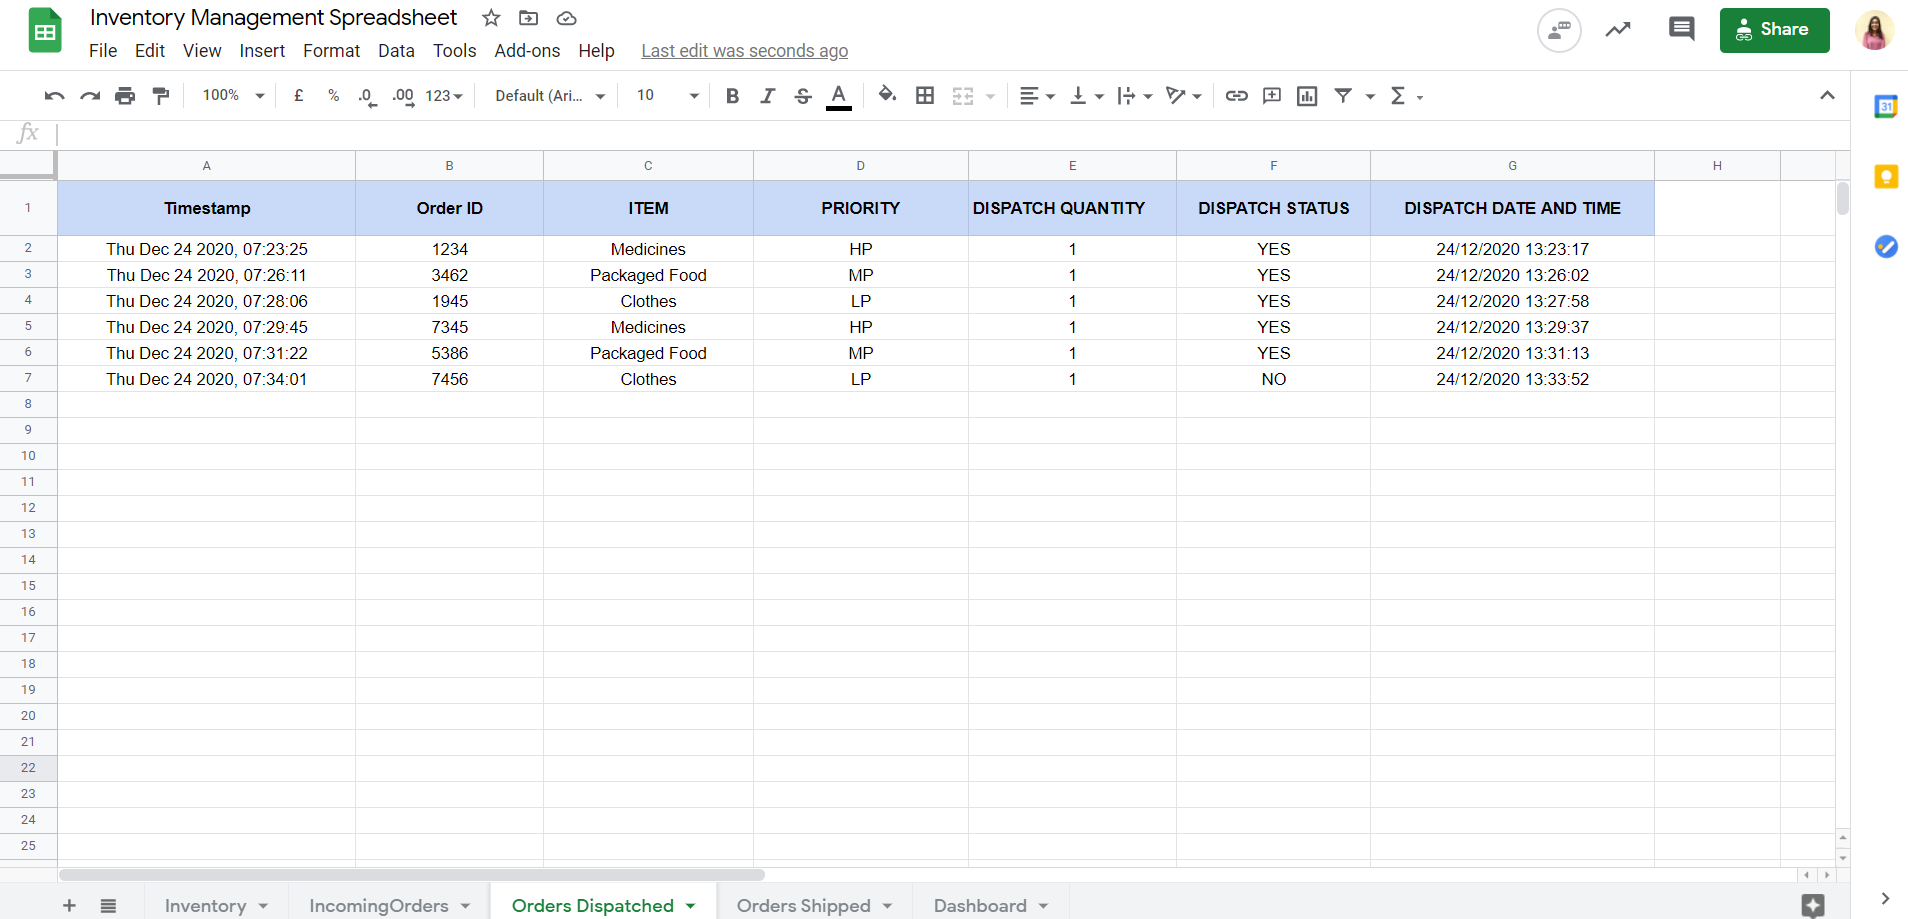 Inventory Management Spreadsheet
File Edit View Insert Format Data Tools Add-ons Help Last edit was seconds ago
Share
100% £ % .0 .00 123 Default (Ari... 10 B I S A Σ
31
fx
A B C D E F G H
1 Timestamp Order ID ITEM PRIORITY DISPATCH QUANTITY DISPATCH STATUS DISPATCH DATE AND TIME
2 Thu Dec 24 2020, 07:23:25 1234 Medicines HP 1 YES 24/12/2020 13:23:17
3 Thu Dec 24 2020, 07:26:11 3462 Packaged Food MP 1 YES 24/12/2020 13:26:02
4 Thu Dec 24 2020, 07:28:06 1945 Clothes LP 1 YES 24/12/2020 13:27:58
5 Thu Dec 24 2020, 07:29:45 7345 Medicines HP 1 YES 24/12/2020 13:29:37
6 Thu Dec 24 2020, 07:31:22 5386 Packaged Food MP 1 YES 24/12/2020 13:31:13
7 Thu Dec 24 2020, 07:34:01 7456 Clothes LP 1 NO 24/12/2020 13:33:52
8
9
10
11
12
13
14
15
16
17
18
19
20
21
22
23
24
25
Inventory IncomingOrders Orders Dispatched Orders Shipped Dashboard